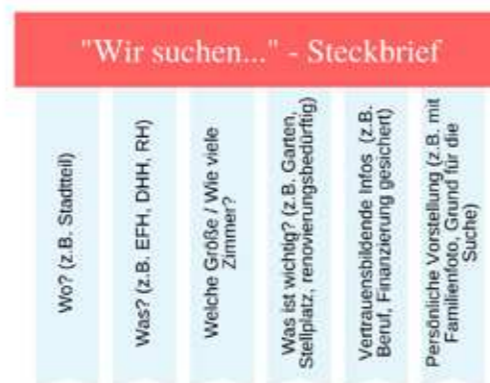 "Wir suchen..." - Steckbrief
Wo? (z.B. Stadtteil)
Was? (z.B. EFH, DHH, RH)
Welche Größe / Wie viele
Zimmer?
Was ist wichtig? (z.B. Garten,
Stellplatz, renovierungsbedürftig)
Vertrauensbildende Infos (z.B.
Beruf, Finanzierung gesichert)
Persönliche Vorstellung (z.B. mit
Familienfoto, Grund für die
Suche)